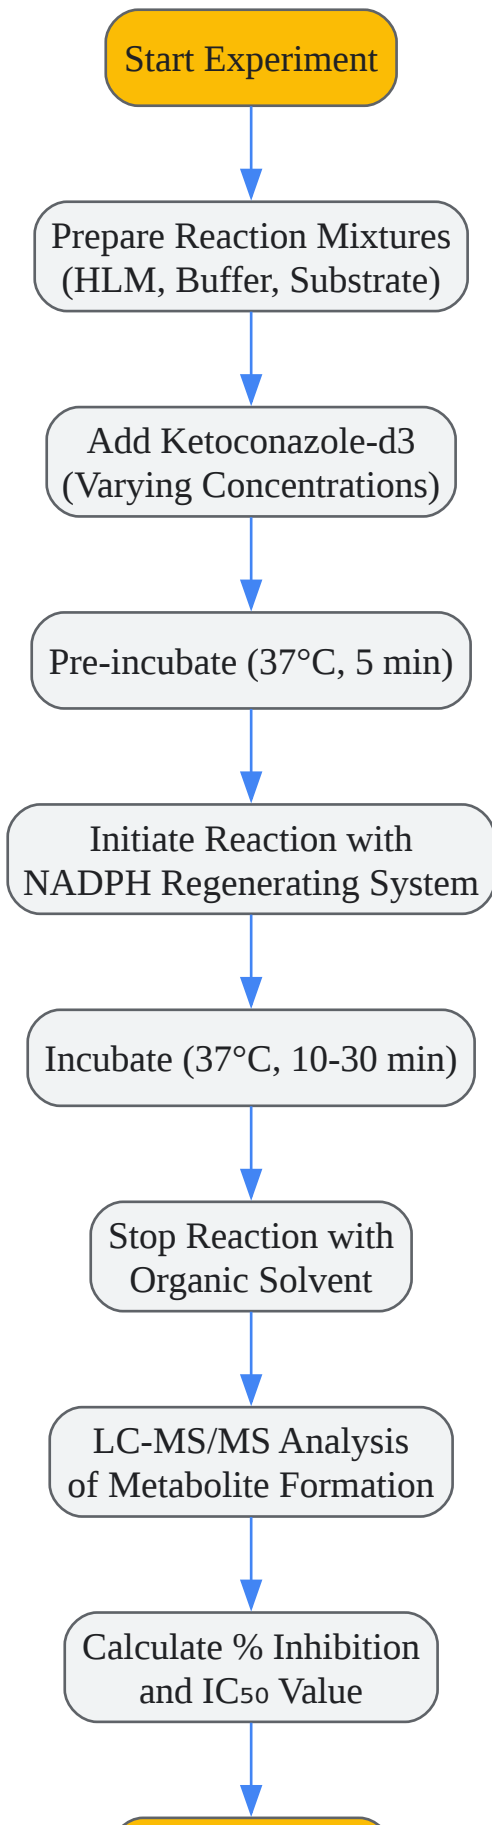 Start Experiment
Prepare Reaction Mixtures
(HLM, Buffer, Substrate)
Add Ketoconazole-d3
(Varying Concentrations)
Pre-incubate (37°C, 5 min)
Initiate Reaction with
NADPH Regenerating System
Incubate (37°C, 10-30 min)
Stop Reaction with
Organic Solvent
LC-MS/MS Analysis
of Metabolite Formation
Calculate % Inhibition
and IC₅₀ Value